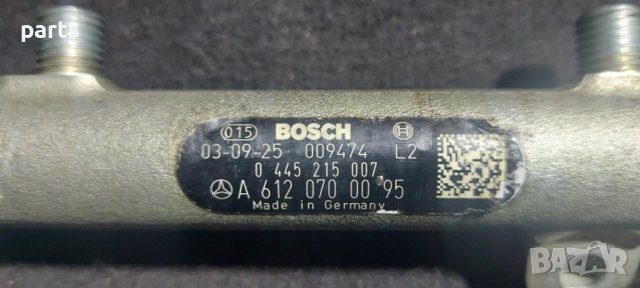 parts
015 BOSCH
03-09-25 009474 L2
0 445 215 007
A 612 070 00 95
Made in Germany
BAZAR